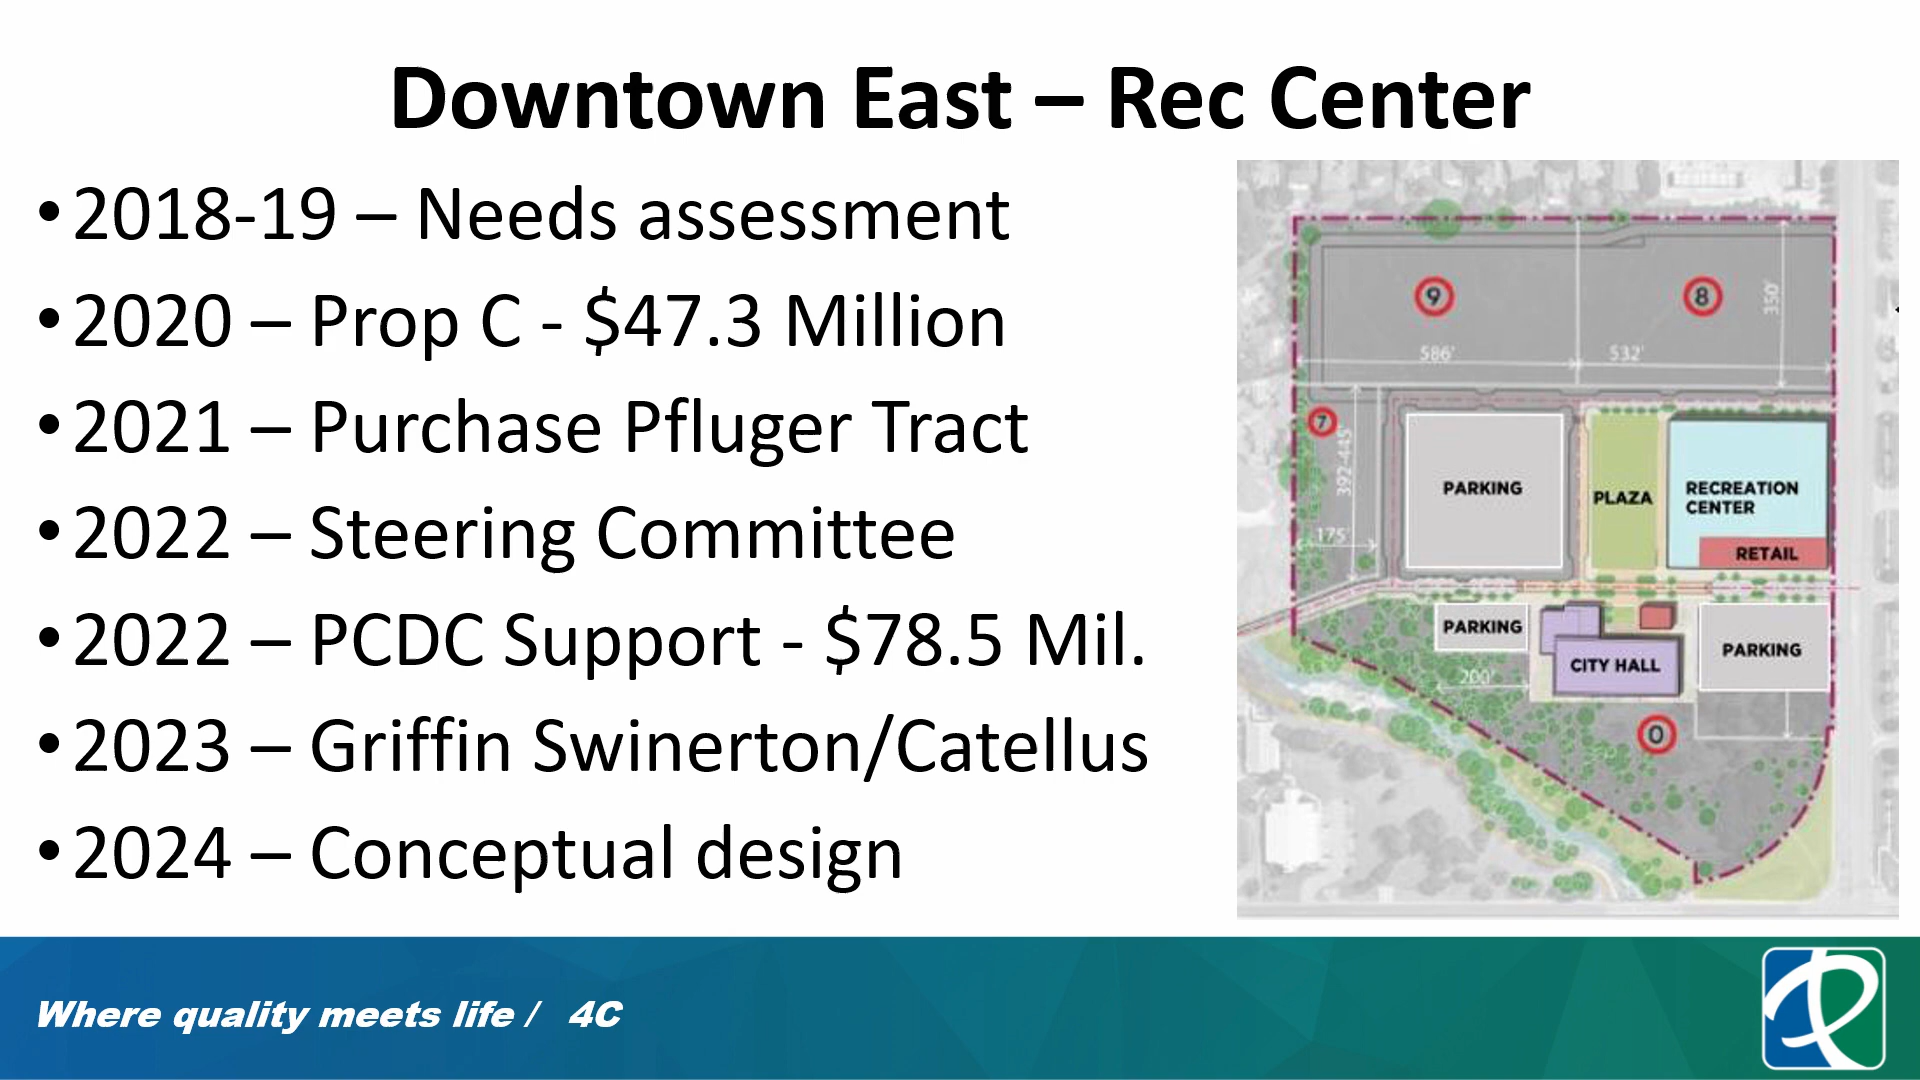 Downtown East – Rec Center
•2018-19 – Needs assessment
•2020 – Prop C - $47.3 Million
•2021 – Purchase Pfluger Tract
•2022 – Steering Committee
•2022 – PCDC Support - $78.5 Mil.
•2023 – Griffin Swinerton/Catellus
•2024 – Conceptual design
9
8
350'
586'
532'
7
392-445'
175'
PARKING
PLAZA
RECREATION
CENTER
RETAIL
PARKING
CITY HALL
PARKING
200'
0
Where quality meets life / 4C